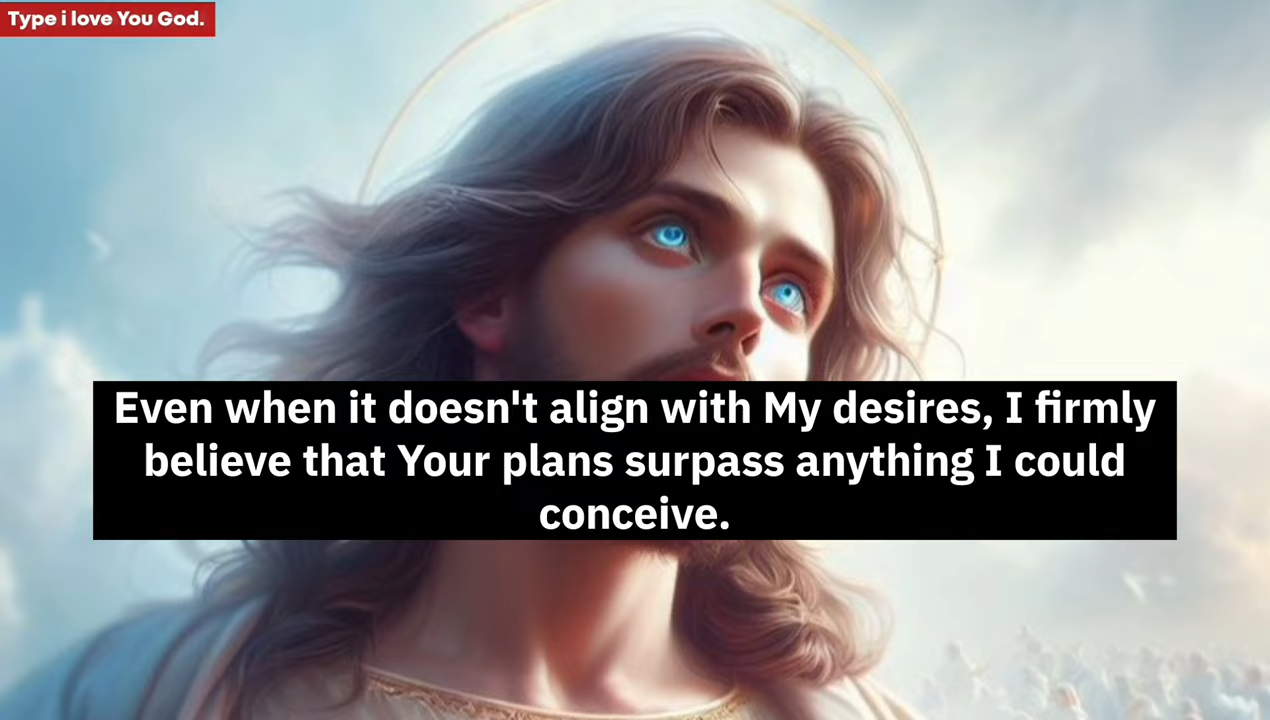 Type i love You God.
Even when it doesn't align with My desires, I firmly
believe that Your plans surpass anything I could
conceive.